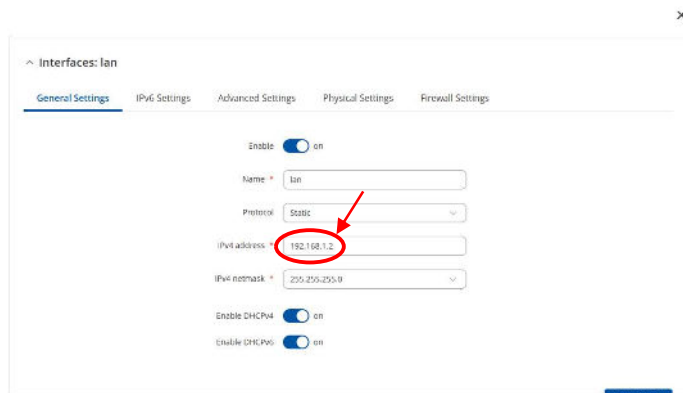 Interfaces: lan
General Settings IPv6 Settings Advanced Settings Physical Settings Firewall Settings
Enable on
Name * lan
Protocol Static
IPv4 address * 192.168.1.2
IPv4 netmask * 255.255.255.0
Enable DHCPv4 on
Enable DHCPv6 on